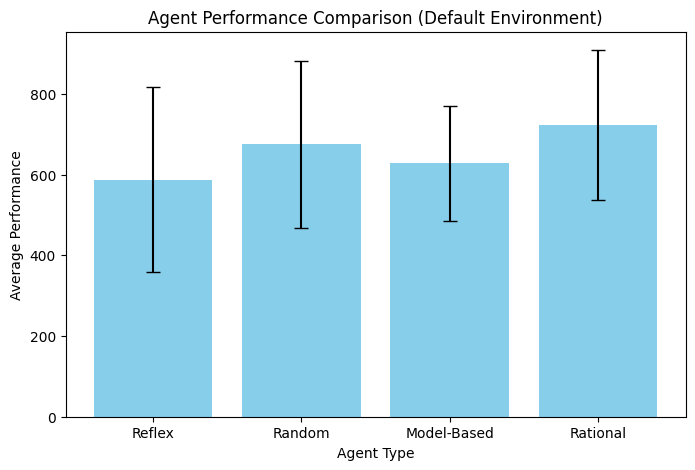 Agent Performance Comparison (Default Environment)
Average Performance
800
600
400
200
0
Reflex Random Model-Based Rational
Agent Type